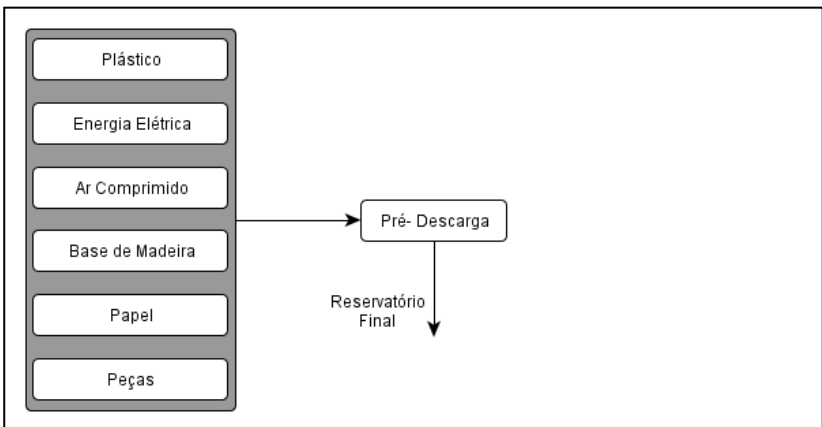 Plástico
Energia Elétrica
Ar Comprimido
Base de Madeira
Papel
Peças
Pré- Descarga
Reservatório
Final